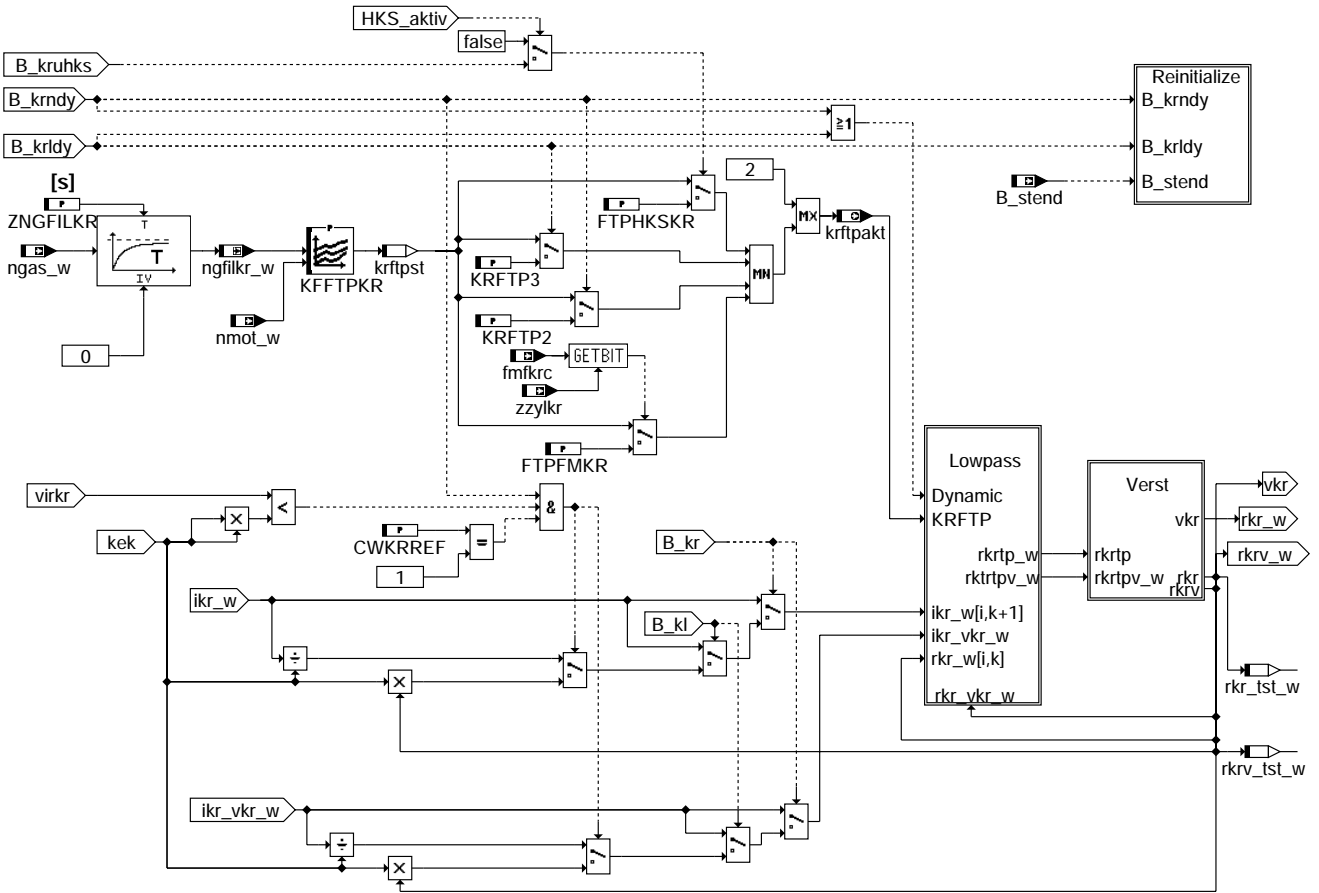 HKS_aktiv
false
B_kruhks
Reinitialize
B_krndy
B_krndy
≥1
B_krldy
B_krldy
[s]
2
B_stend
B_stend
ZNGFILKR
T
FTPHKSKR
MX
krftpakt
T
IV
ngas_w
ngfilkr_w
P
KFFTPKR
krftpst
KRFTP3
MN
nmot_w
KRFTP2
0
fmfkrc
GETBIT
zzylkr
FTPFMKR
Lowpass
Verst
virkr
<
&
Dynamic
vkr
kek
×
CWKRREF
=
KRFTP
vkr
rkr_w
1
B_kr
rkrtp_w
rkrtp
rkrv_w
rktrtpv_w
rkrtpv_w
rkr
rkrv
ikr_w
B_kl
ikr_w[i,k+1]
ikr_vkr_w
÷
rkr_w[i,k]
×
rkr_vkr_w
rkr_tst_w
rkrv_tst_w
ikr_vkr_w
÷
×